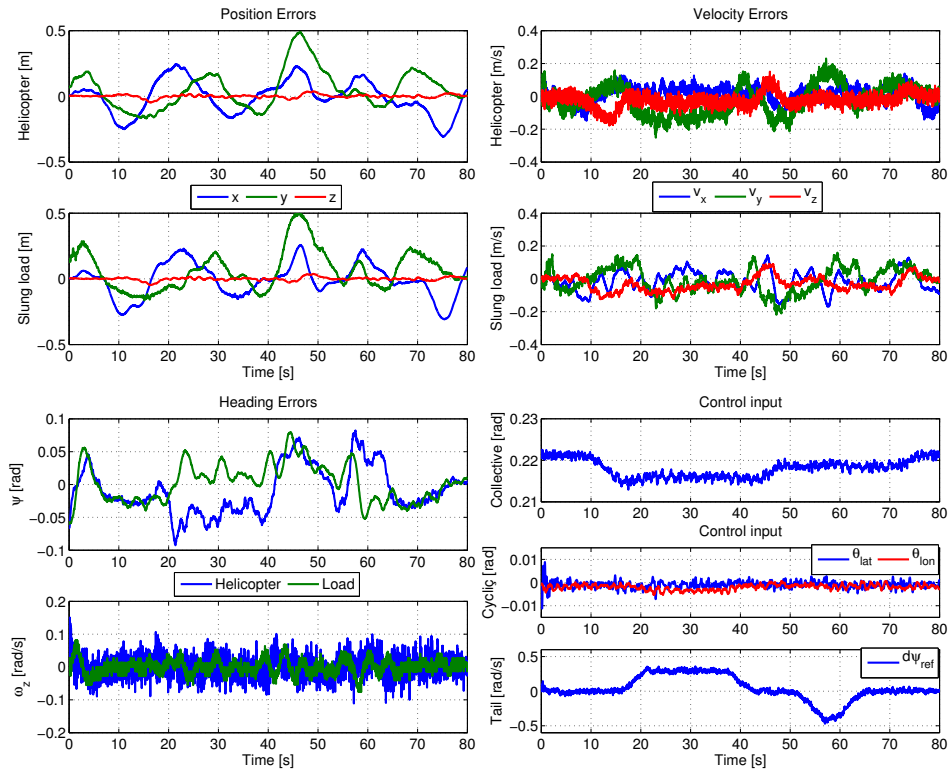 Position Errors
Helicopter [m]
0.5
0
−0.5
0 10 20 30 40 50 60 70 80
x y z
Slung load [m]
0.5
0
−0.5
0 10 20 30 40 50 60 70 80
Time [s]
Velocity Errors
Helicopter [m/s]
0.4
0.2
0
−0.2
−0.4
0 10 20 30 40 50 60 70 80
v_x v_y v_z
Slung load [m/s]
0.4
0.2
0
−0.2
−0.4
0 10 20 30 40 50 60 70 80
Time [s]
Heading Errors
ψ [rad]
0.1
0.05
0
−0.05
−0.1
0 10 20 30 40 50 60 70 80
Helicopter Load
ω_z [rad/s]
0.2
0.1
0
−0.1
−0.2
0 10 20 30 40 50 60 70 80
Time [s]
Control input
Collective [rad]
0.23
0.22
0.21
0 10 20 30 40 50 60 70 80
Control input
Cyclic [rad]
0.01
0
−0.01
θ_lat θ_lon
0 10 20 30 40 50 60 70 80
Tail [rad/s]
0.5
0
−0.5
dψ_ref
0 10 20 30 40 50 60 70 80
Time [s]